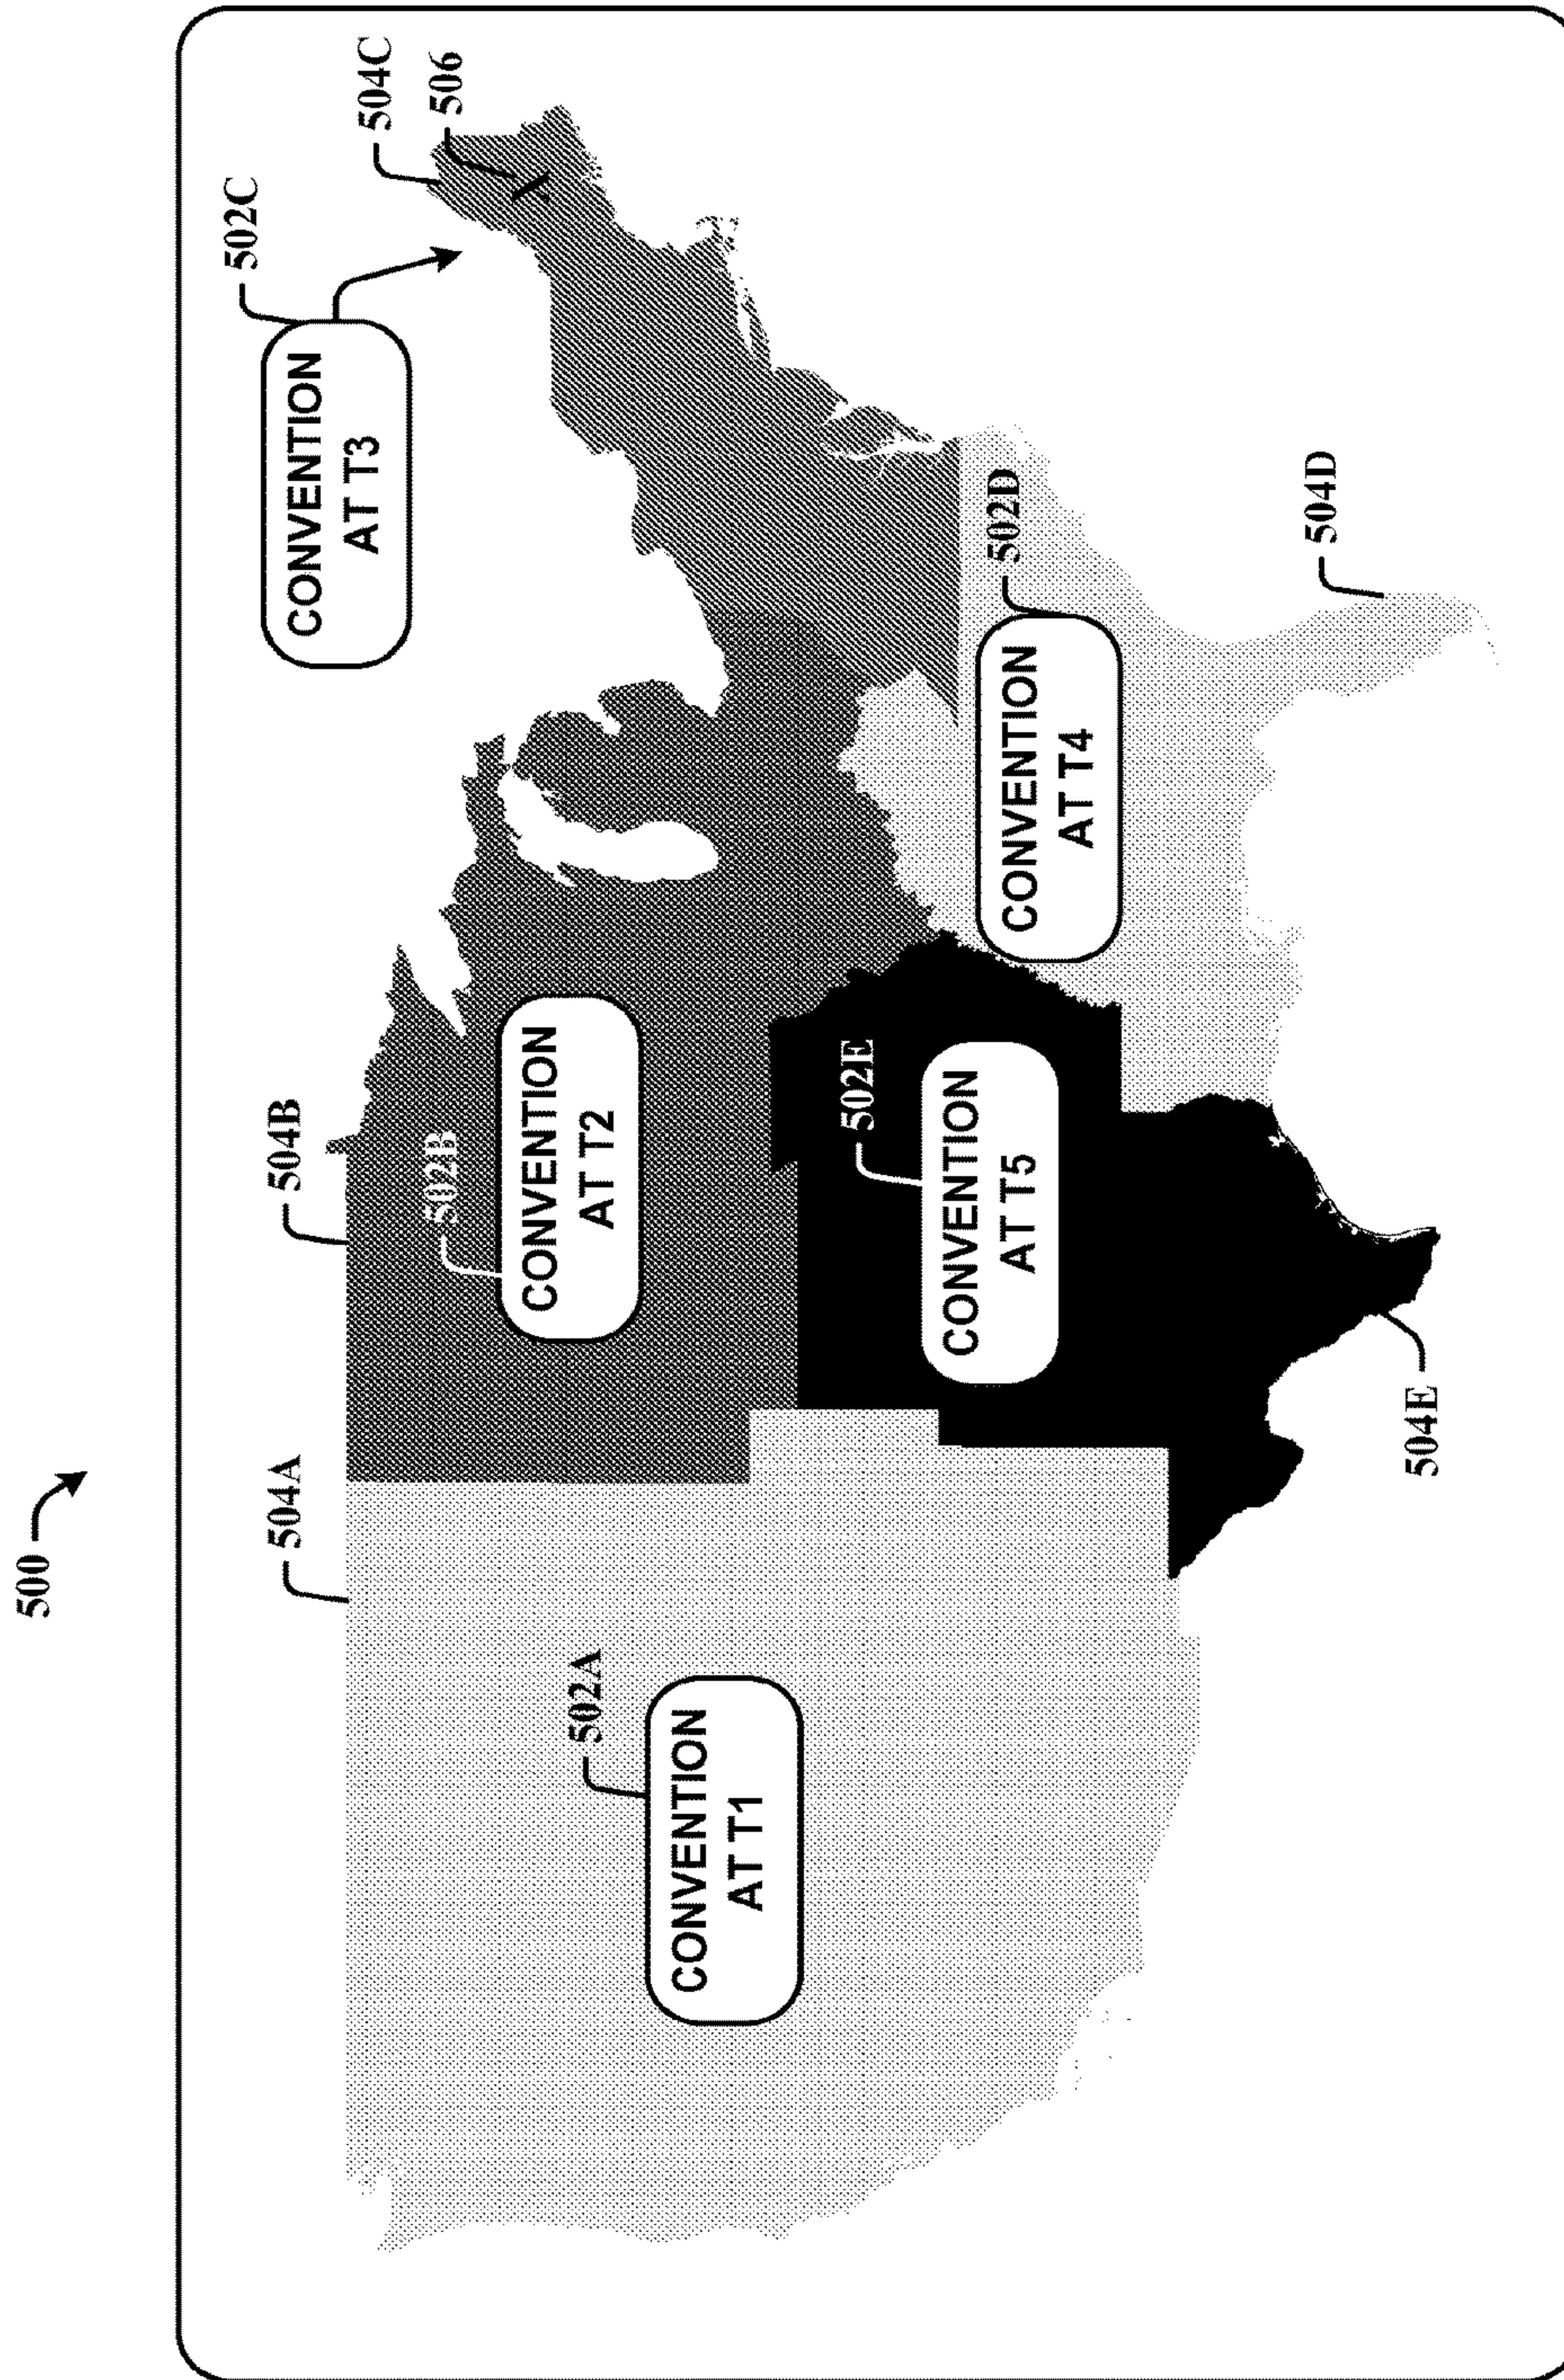 500
504A
504B
502C
CONVENTION
AT T3
504C
506
502A
CONVENTION
AT T1
502B
CONVENTION
AT T2
502E
CONVENTION
AT T5
502D
CONVENTION
AT T4
504E
504D